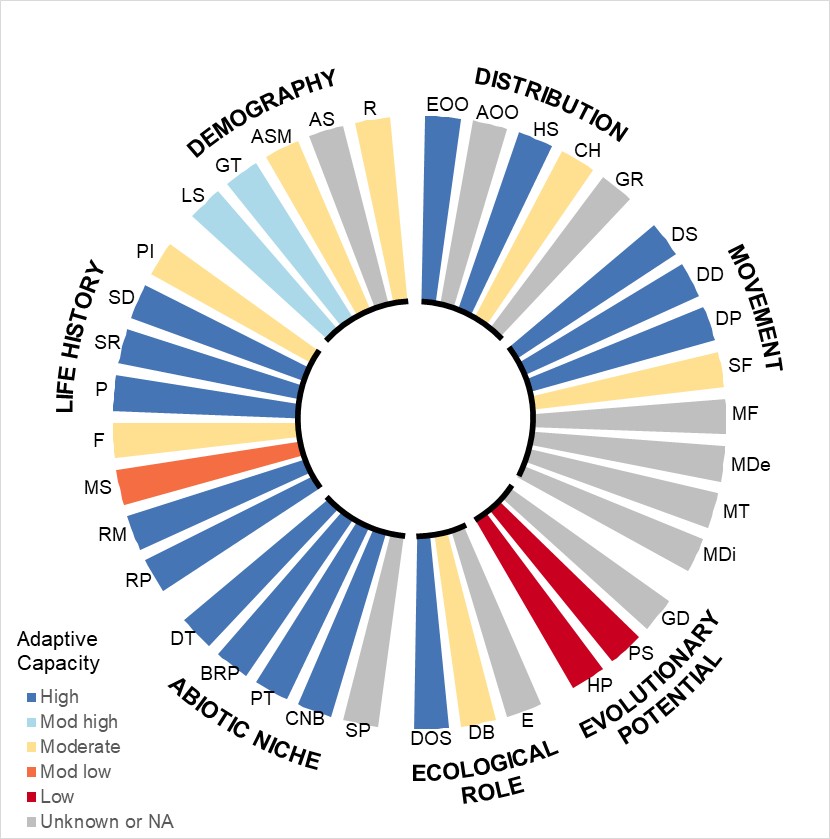 DISTRIBUTION
EOO
AOO
HS
CH
GR
MOVEMENT
DS
DD
DP
SF
MF
MDe
MT
MDi
EVOLUTIONARY
POTENTIAL
GD
PS
HP
ECOLOGICAL
ROLE
E
DB
DOS
ABIOTIC NICHE
SP
CNB
PT
BRP
DT
LIFE HISTORY
RP
RM
MS
F
P
SR
SD
PI
DEMOGRAPHY
LS
GT
ASM
AS
R
Adaptive
Capacity
High
Mod high
Moderate
Mod low
Low
Unknown or NA